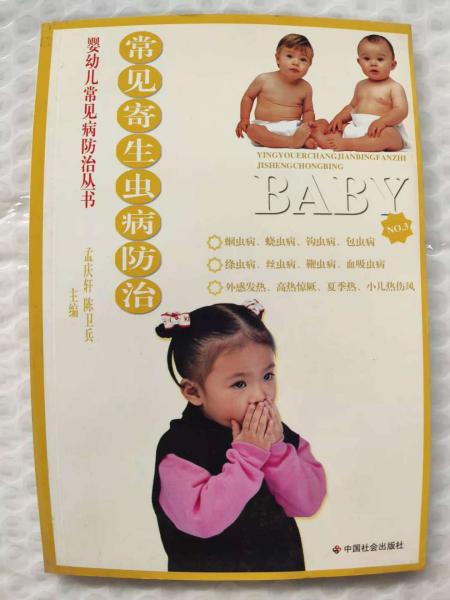 婴幼儿常见病防治丛书
常见寄生虫病防治
孟庆轩 陈卫兵
主编
YINGYOUERCHANGJIANBINGFANZHI
JISHENGCHONGBING
BABY
NO.3
蛔虫病、蛲虫病、钩虫病、包虫病
绦虫病、丝虫病、鞭虫病、血吸虫病
外感发热、高热惊厥、夏季热、小儿热伤风
中国社会出版社